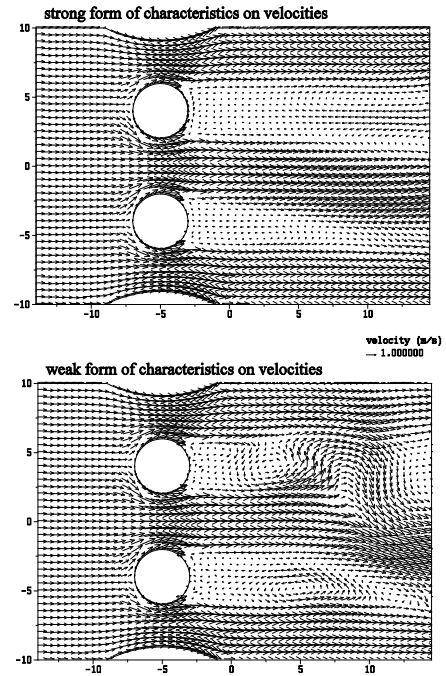 strong form of characteristics on velocities
10
5
0
-5
-10
-10 -5 0 5 10
velocity (m/s)
1.000000
weak form of characteristics on velocities
10
5
0
-5
-10
-10 -5 0 5 10